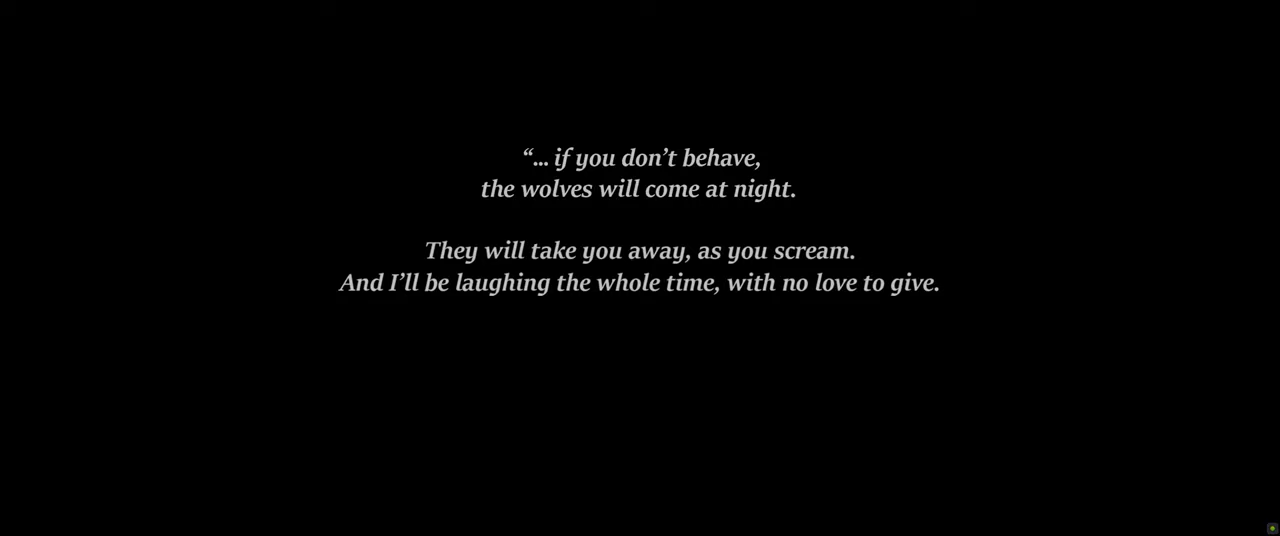 “... if you don’t behave,
the wolves will come at night.
They will take you away, as you scream.
And I’ll be laughing the whole time, with no love to give.